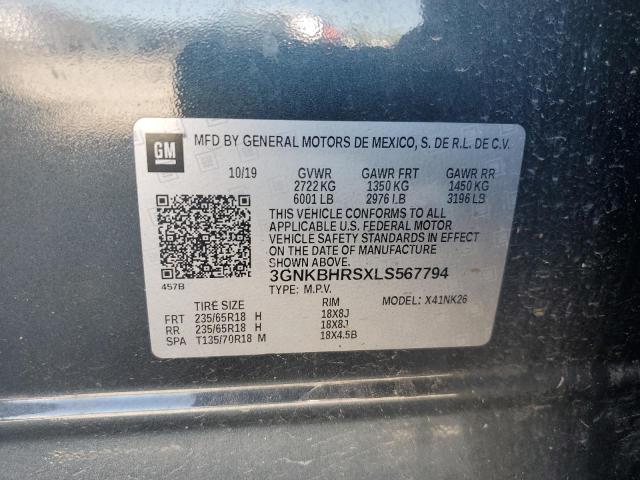 GM
MFD BY GENERAL MOTORS DE MEXICO, S. DE R.L. DE C.V.
10/19 GVWR GAWR FRT GAWR RR
2722 KG 1350 KG 1450 KG
6001 LB 2976 LB 3196 LB
THIS VEHICLE CONFORMS TO ALL
APPLICABLE U.S. FEDERAL MOTOR
VEHICLE SAFETY STANDARDS IN EFFECT
ON THE DATE OF MANUFACTURE
SHOWN ABOVE.
3GNKBHRSXLS567794
457B TYPE: M.P.V. MODEL: X41NK26
TIRE SIZE RIM
FRT 235/65R18 H 18X8J
RR 235/65R18 H 18X8J
SPA T135/70R18 M 18X4.5B